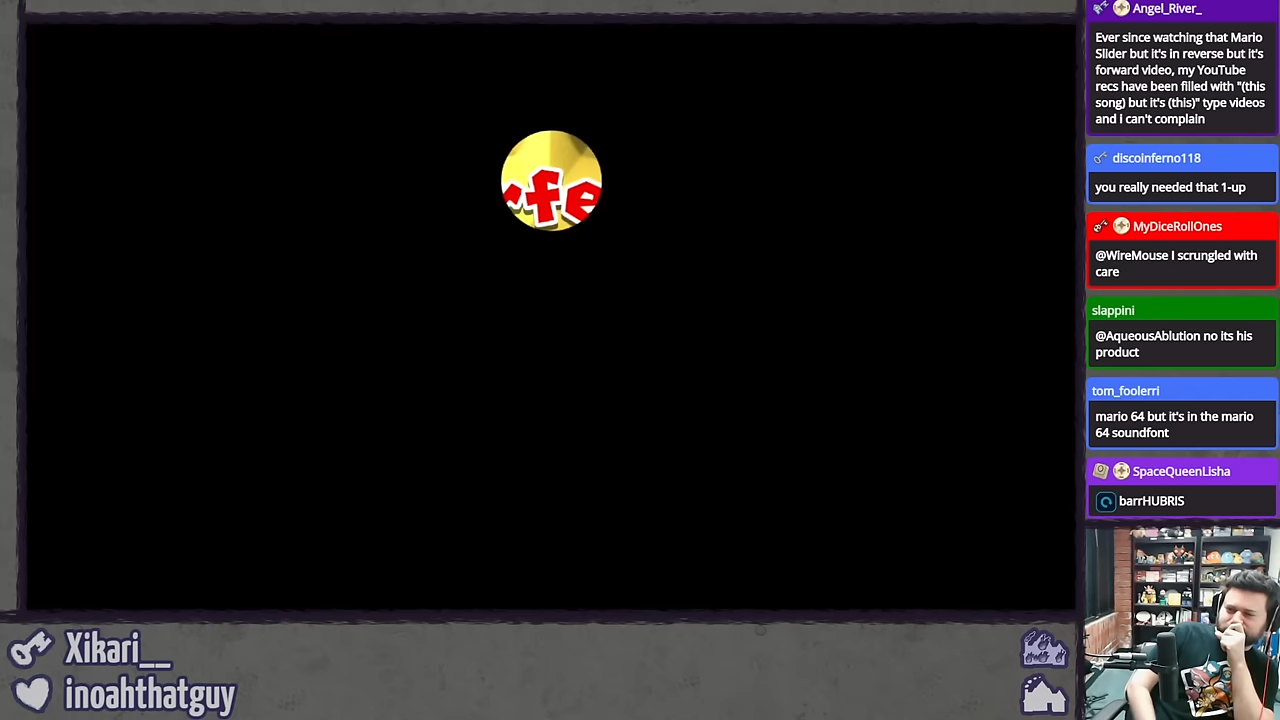 fe
Angel_River_
Ever since watching that Mario
Slider but it's in reverse but it's
forward video, my YouTube
recs have been filled with "(this
song) but it's (this)" type videos
and i can't complain
discoinferno118
you really needed that 1-up
MyDiceRollOnes
@WireMouse I scrungled with
care
slappini
@AqueousAblution no its his
product
tom_foolerri
mario 64 but it's in the mario
64 soundfont
SpaceQueenLisha
barrHUBRIS
Xikari__
inoahthatguy